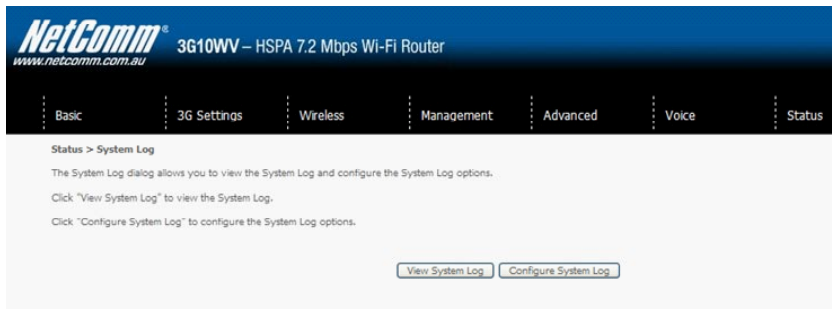 NetComm®
www.netcomm.com.au
3G10WV – HSPA 7.2 Mbps Wi-Fi Router
Basic 3G Settings Wireless Management Advanced Voice Status
Status > System Log
The System Log dialog allows you to view the System Log and configure the System Log options.
Click "View System Log" to view the System Log.
Click "Configure System Log" to configure the System Log options.
View System Log Configure System Log